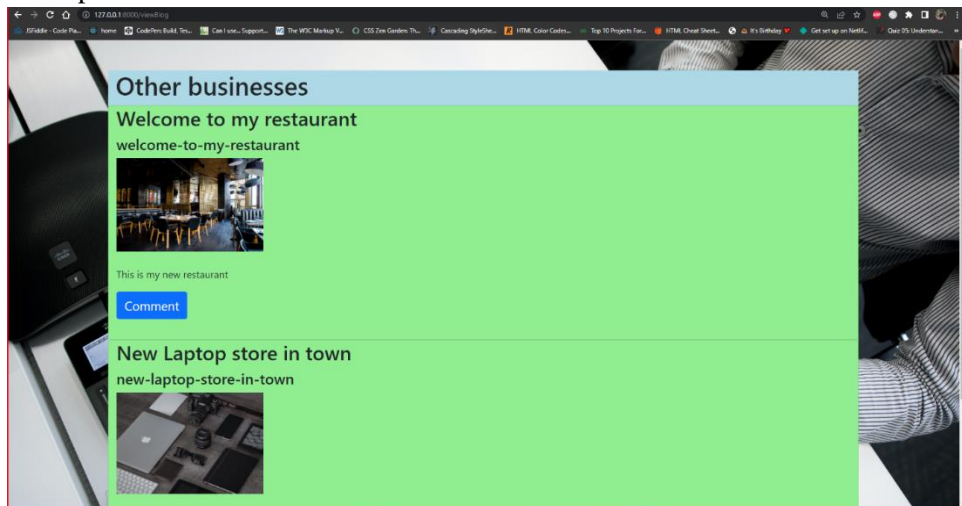 127.0.0.1:8000/viewBlog
JSFiddle - Code Pla... home CodePen: Build, Tes... Can I use... Support... The W3C Markup V... CSS Zen Garden: Th... Cascading StyleShe... HTML Color Codes... Top 10 Projects For... HTML Cheat Sheet... It's Birthday Get set up on Netlif... Quiz 05: Understan...
Other businesses
Welcome to my restaurant
welcome-to-my-restaurant
This is my new restaurant
Comment
New Laptop store in town
new-laptop-store-in-town